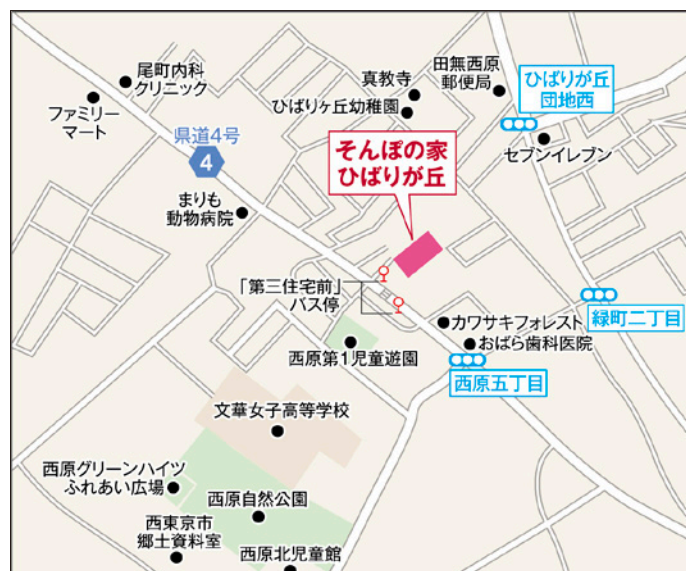 尾町内科
クリニック
ファミリー
マート
県道4号
4
真教寺
ひばりヶ丘幼稚園
田無西原
郵便局
ひばりが丘
団地西
セブンイレブン
そんぽの家
ひばりが丘
まりも
動物病院
「第三住宅前」
バス停
カワサキフォレスト
おばら歯科医院
緑町二丁目
西原五丁目
西原第1児童遊園
文華女子高等学校
西原グリーンハイツ
ふれあい広場
西原自然公園
西東京市
郷土資料室
西原北児童館